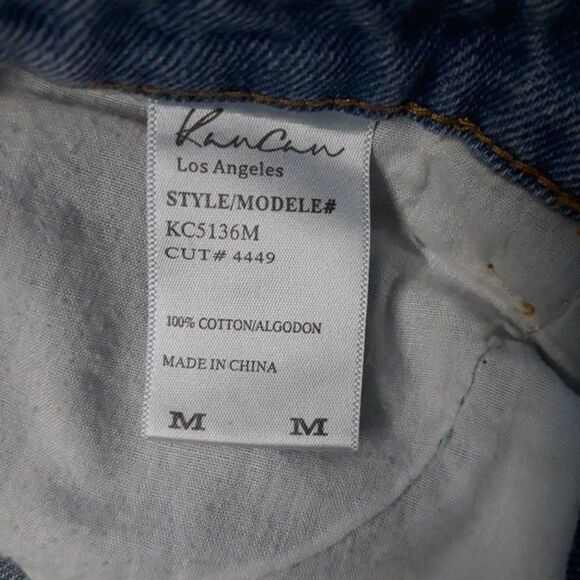 KanCan
Los Angeles
STYLE/MODELE#
KC5136M
CUT# 4449
100% COTTON/ALGODON
MADE IN CHINA
M M